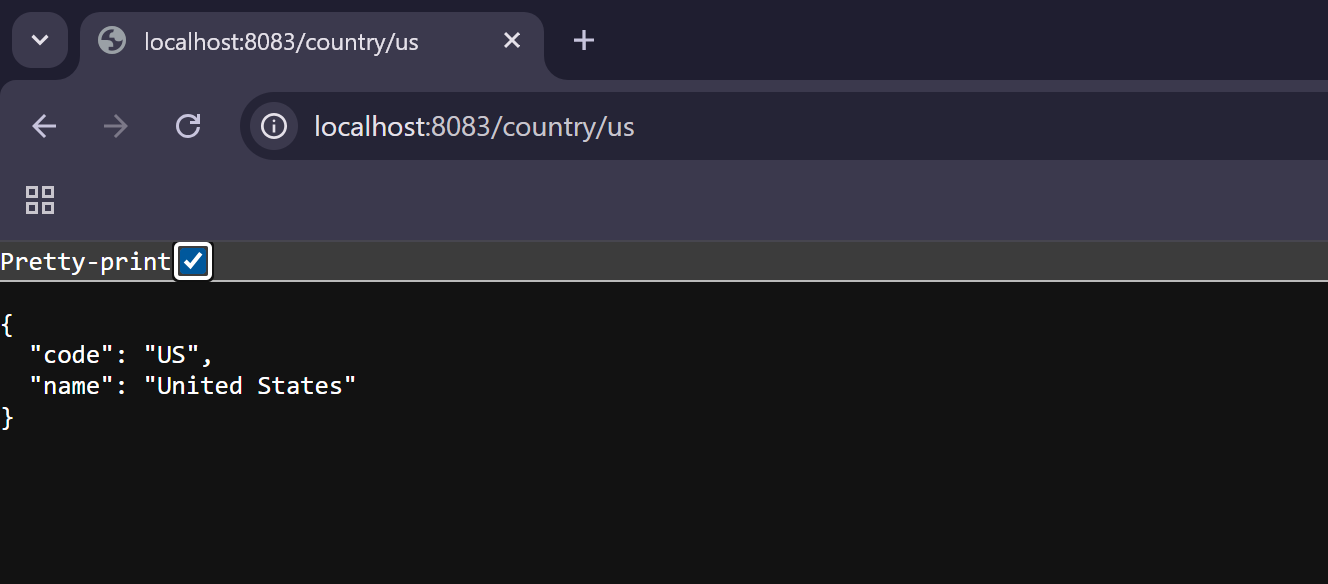 localhost:8083/country/us
localhost:8083/country/us
Pretty-print
{
  "code": "US",
  "name": "United States"
}